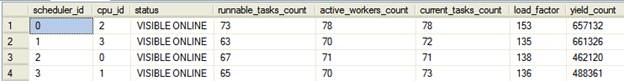 scheduler_id cpu_id status runnable_tasks_count active_workers_count current_tasks_count load_factor yield_count
1 0 2 VISIBLE ONLINE 73 78 78 153 657132
2 1 3 VISIBLE ONLINE 63 70 72 135 661326
3 2 0 VISIBLE ONLINE 67 71 71 138 462120
4 3 1 VISIBLE ONLINE 65 70 73 136 488361